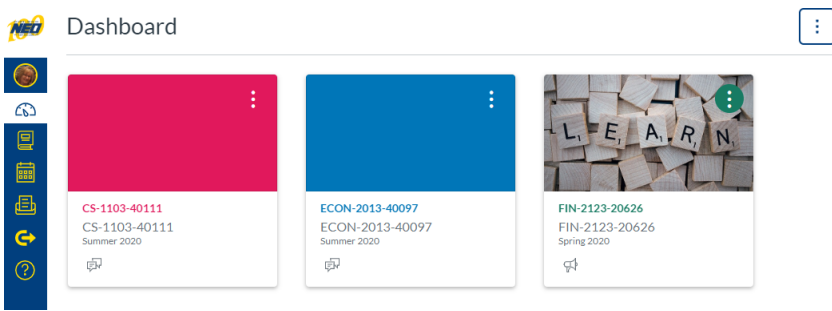 NEO
100
Dashboard
LEARN
CS-1103-40111
CS-1103-40111
Summer 2020
ECON-2013-40097
ECON-2013-40097
Summer 2020
FIN-2123-20626
FIN-2123-20626
Spring 2020